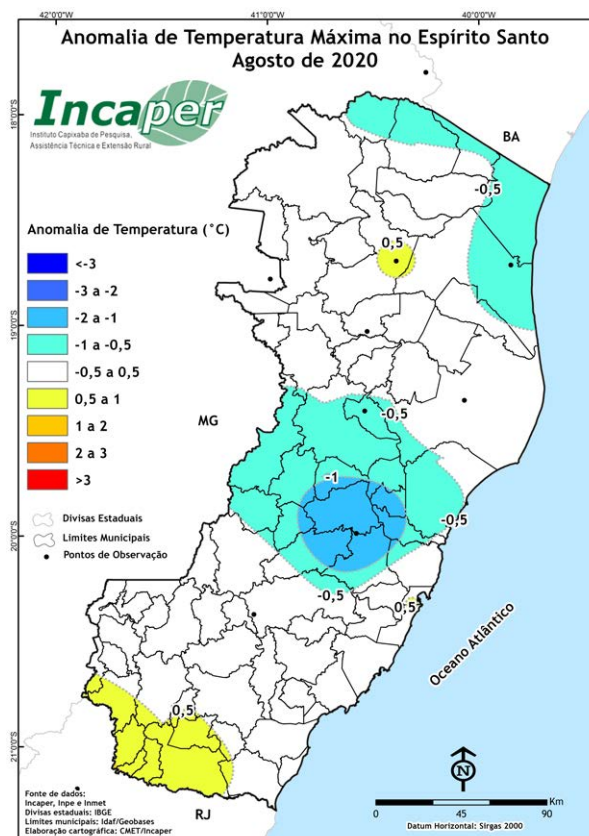 42°0'0"O
41°0'0"O
40°0'0"O
Anomalia de Temperatura Máxima no Espírito Santo
Agosto de 2020
Incaper
Instituto Capixaba de Pesquisa,
Assistência Técnica e Extensão Rural
18°0'0"S
BA
-0,5
0,5
Anomalia de Temperatura (°C)
<-3
-3 a -2
-2 a -1
-1 a -0,5
-0,5 a 0,5
0,5 a 1
1 a 2
2 a 3
>3
19°0'0"S
MG
-0,5
-1
-0,5
Divisas Estaduais
Limites Municipais
Pontos de Observação
20°0'0"S
-0,5
0,5
Oceano Atlântico
0,5
21°0'0"S
N
Km
0 45 90
Datum Horizontal: Sirgas 2000
Fonte de dados:
Incaper, Inpe e Inmet
Divisas estaduais: IBGE
Limites municipais: Idaf/Geobases
Elaboração cartográfica: CMET/Incaper
RJ